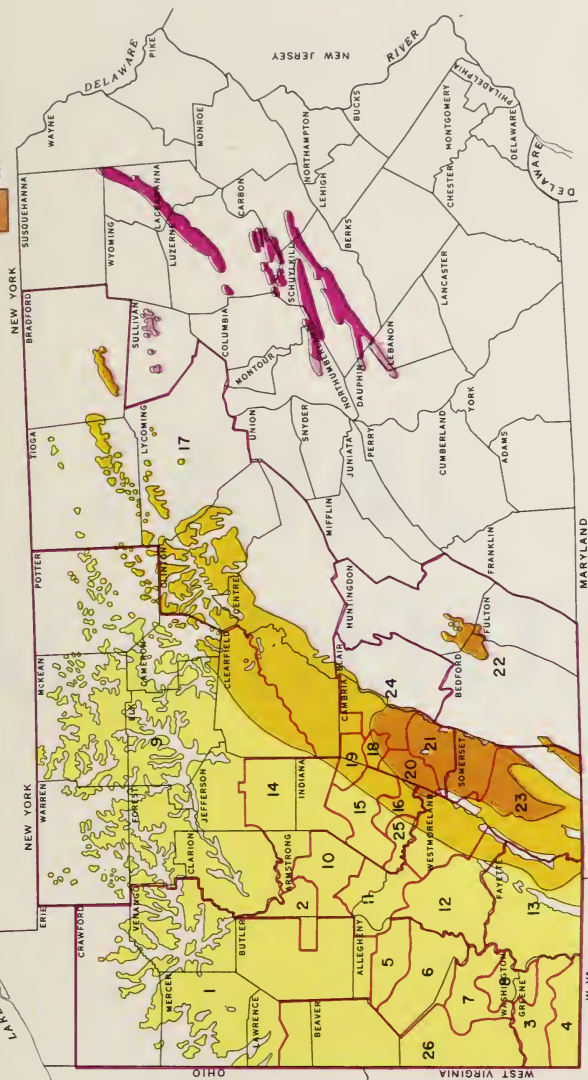 LAKE
NEW YORK
NEW YORK
ERIE
CRAWFORD
WARREN
McKEAN
POTTER
TIOGA
BRADFORD
SUSQUEHANNA
WAYNE
DELAWARE
PIKE
MERCER
VENANGO
FOREST
ELK
CAMERON
CLINTON
LYCOMING
SULLIVAN
WYOMING
LACKAWANNA
1
9
17
LUZERNE
MONROE
LAWRENCE
BUTLER
CLARION
JEFFERSON
CLEARFIELD
CENTRE
UNION
MONTOUR
COLUMBIA
CARBON
OHIO
BEAVER
2
ARMSTRONG
14
INDIANA
SNYDER
NORTHUMBERLAND
SCHUYLKILL
NORTHAMPTON
LEHIGH
NEW JERSEY
ALLEGHENY
10
11
15
19
CAMBRIA
BLAIR
18
MIFFLIN
JUNIATA
PERRY
DAUPHIN
LEBANON
BERKS
BUCKS
RIVER
5
6
12
25
16
20
21
24
HUNTINGDON
26
7
8
WASHINGTON
WESTMORELAND
SOMERSET
BEDFORD
FULTON
FRANKLIN
CUMBERLAND
ADAMS
YORK
LANCASTER
CHESTER
MONTGOMERY
PHILADELPHIA
DELAWARE
3
4
GREENE
FAYETTE
13
23
22
WEST VIRGINIA
MARYLAND
DELAWARE